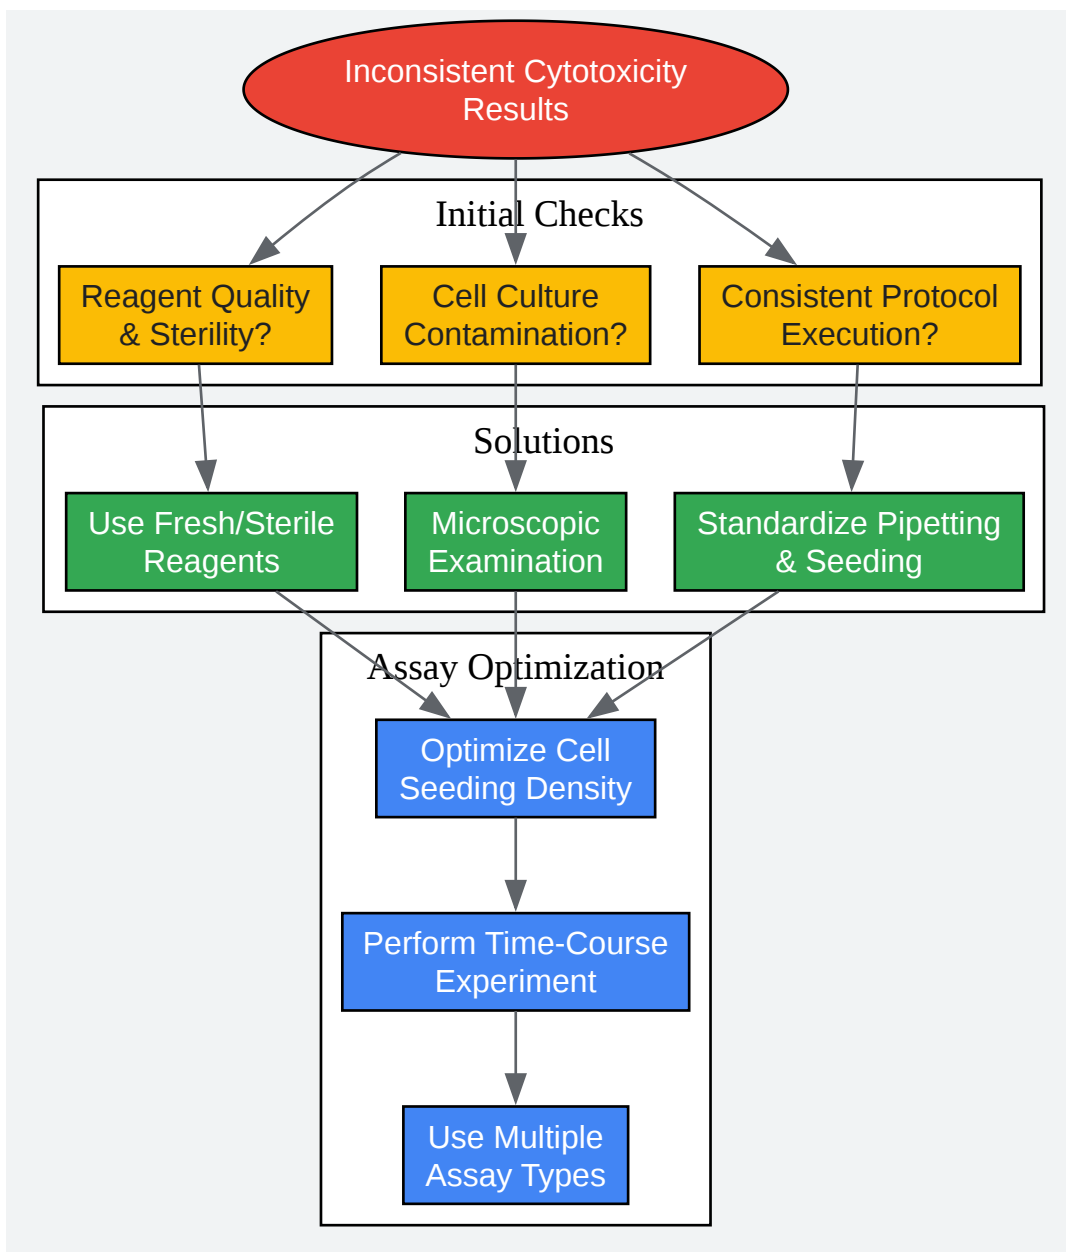 Inconsistent Cytotoxicity
Results
Initial Checks
Reagent Quality
& Sterility?
Cell Culture
Contamination?
Consistent Protocol
Execution?
Solutions
Use Fresh/Sterile
Reagents
Microscopic
Examination
Standardize Pipetting
& Seeding
Assay Optimization
Optimize Cell
Seeding Density
Perform Time-Course
Experiment
Use Multiple
Assay Types